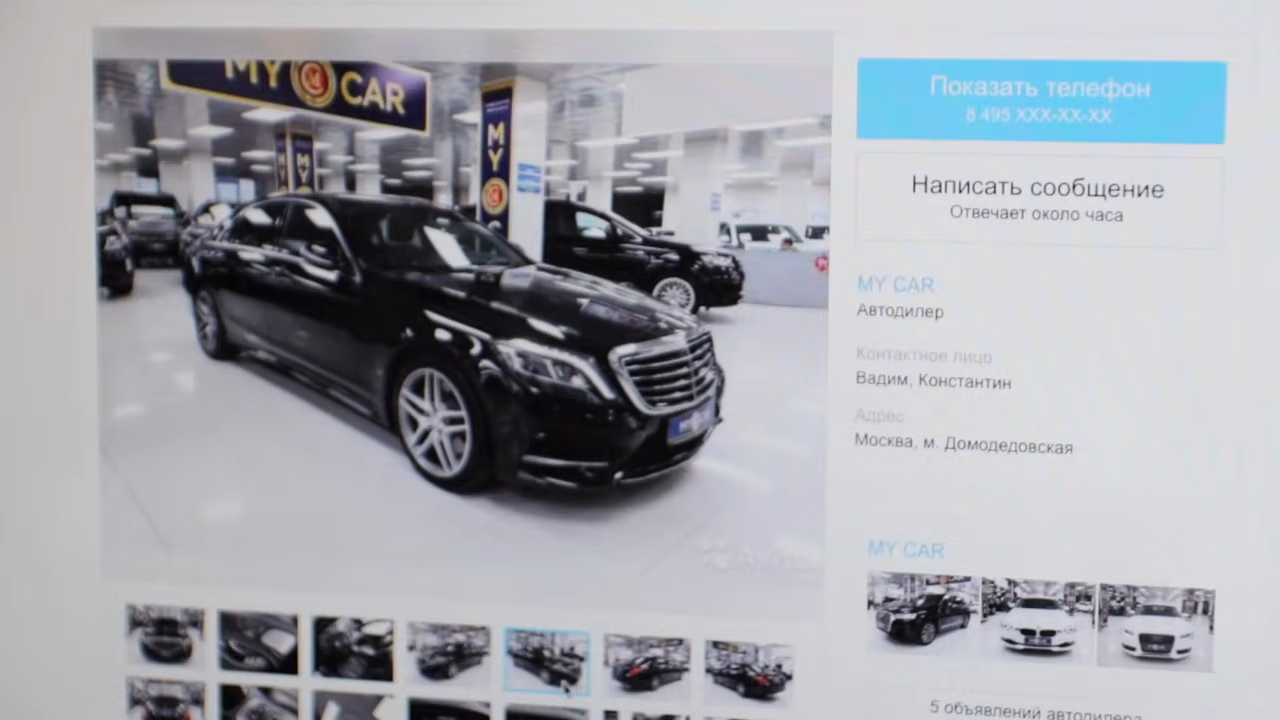 MY CAR
MY
MY
Показать телефон
8 495 XXX-XX-XX
Написать сообщение
Отвечает около часа
MY CAR
Автодилер
Контактное лицо
Вадим, Константин
Адрес
Москва, м. Домодедовская
MY CAR
5 объявлений автодилера